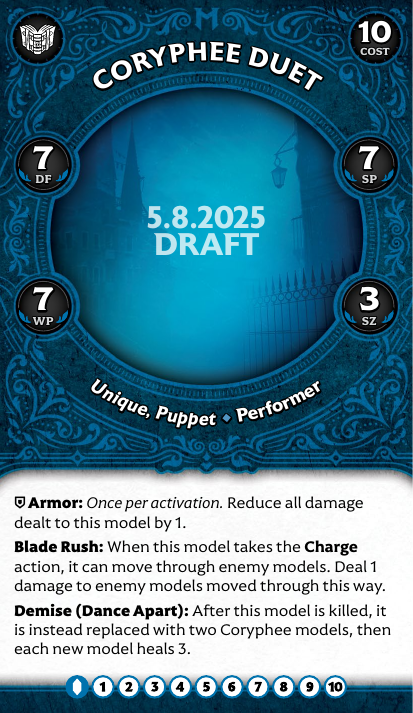 10
COST
CORYPHEE DUET
7
DF
7
SP
5.8.2025
DRAFT
7
WP
3
SZ
Unique, Puppet ◆ Performer
Armor: Once per activation. Reduce all damage
dealt to this model by 1.
Blade Rush: When this model takes the Charge
action, it can move through enemy models. Deal 1
damage to enemy models moved through this way.
Demise (Dance Apart): After this model is killed, it
is instead replaced with two Coryphee models, then
each new model heals 3.
1 2 3 4 5 6 7 8 9 10